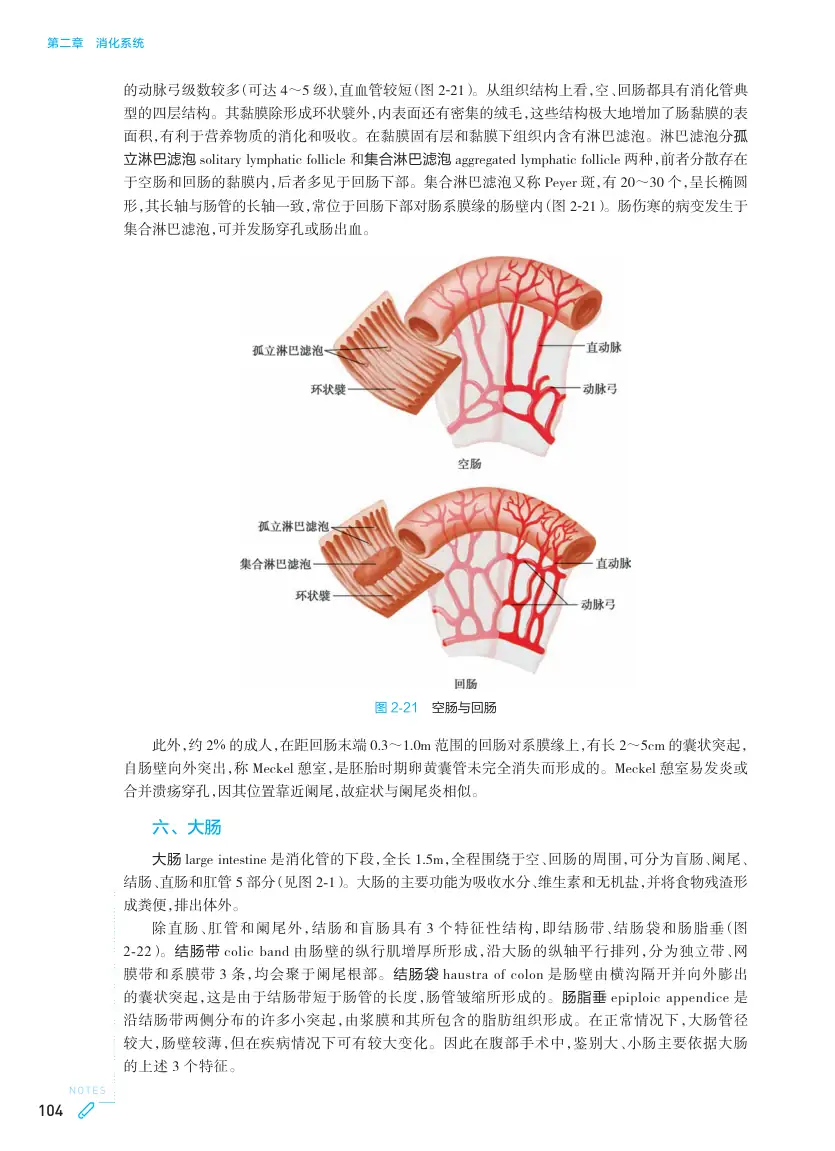 第二章 消化系统
的动脉弓级数较多(可达 4～5 级),直血管较短(图 2-21)。从组织结构上看,空、回肠都具有消化管典
型的四层结构。其黏膜除形成环状襞外,内表面还有密集的绒毛,这些结构极大地增加了肠黏膜的表
面积,有利于营养物质的消化和吸收。在黏膜固有层和黏膜下组织内含有淋巴滤泡。淋巴滤泡分孤
立淋巴滤泡 solitary lymphatic follicle 和集合淋巴滤泡 aggregated lymphatic follicle 两种,前者分散存在
于空肠和回肠的黏膜内,后者多见于回肠下部。集合淋巴滤泡又称 Peyer 斑,有 20～30 个,呈长椭圆
形,其长轴与肠管的长轴一致,常位于回肠下部对肠系膜缘的肠壁内(图 2-21)。肠伤寒的病变发生于
集合淋巴滤泡,可并发肠穿孔或肠出血。
孤立淋巴滤泡
直动脉
环状襞
动脉弓
空肠
孤立淋巴滤泡
集合淋巴滤泡
直动脉
环状襞
动脉弓
回肠
图 2-21 空肠与回肠
此外,约 2% 的成人,在距回肠末端 0.3～1.0m 范围的回肠对系膜缘上,有长 2～5cm 的囊状突起,
自肠壁向外突出,称 Meckel 憩室,是胚胎时期卵黄囊管未完全消失而形成的。Meckel 憩室易发炎或
合并溃疡穿孔,因其位置靠近阑尾,故症状与阑尾炎相似。
六、大肠
大肠 large intestine 是消化管的下段,全长 1.5m,全程围绕于空、回肠的周围,可分为盲肠、阑尾、
结肠、直肠和肛管 5 部分(见图 2-1)。大肠的主要功能为吸收水分、维生素和无机盐,并将食物残渣形
成粪便,排出体外。
除直肠、肛管和阑尾外,结肠和盲肠具有 3 个特征性结构,即结肠带、结肠袋和肠脂垂(图
2-22)。结肠带 colic band 由肠壁的纵行肌增厚所形成,沿大肠的纵轴平行排列,分为独立带、网
膜带和系膜带 3 条,均会聚于阑尾根部。结肠袋 haustra of colon 是肠壁由横沟隔开并向外膨出
的囊状突起,这是由于结肠带短于肠管的长度,肠管皱缩所形成的。肠脂垂 epiploic appendice 是
沿结肠带两侧分布的许多小突起,由浆膜和其所包含的脂肪组织形成。在正常情况下,大肠管径
较大,肠壁较薄,但在疾病情况下可有较大变化。因此在腹部手术中,鉴别大、小肠主要依据大肠
的上述 3 个特征。
NOTES
104